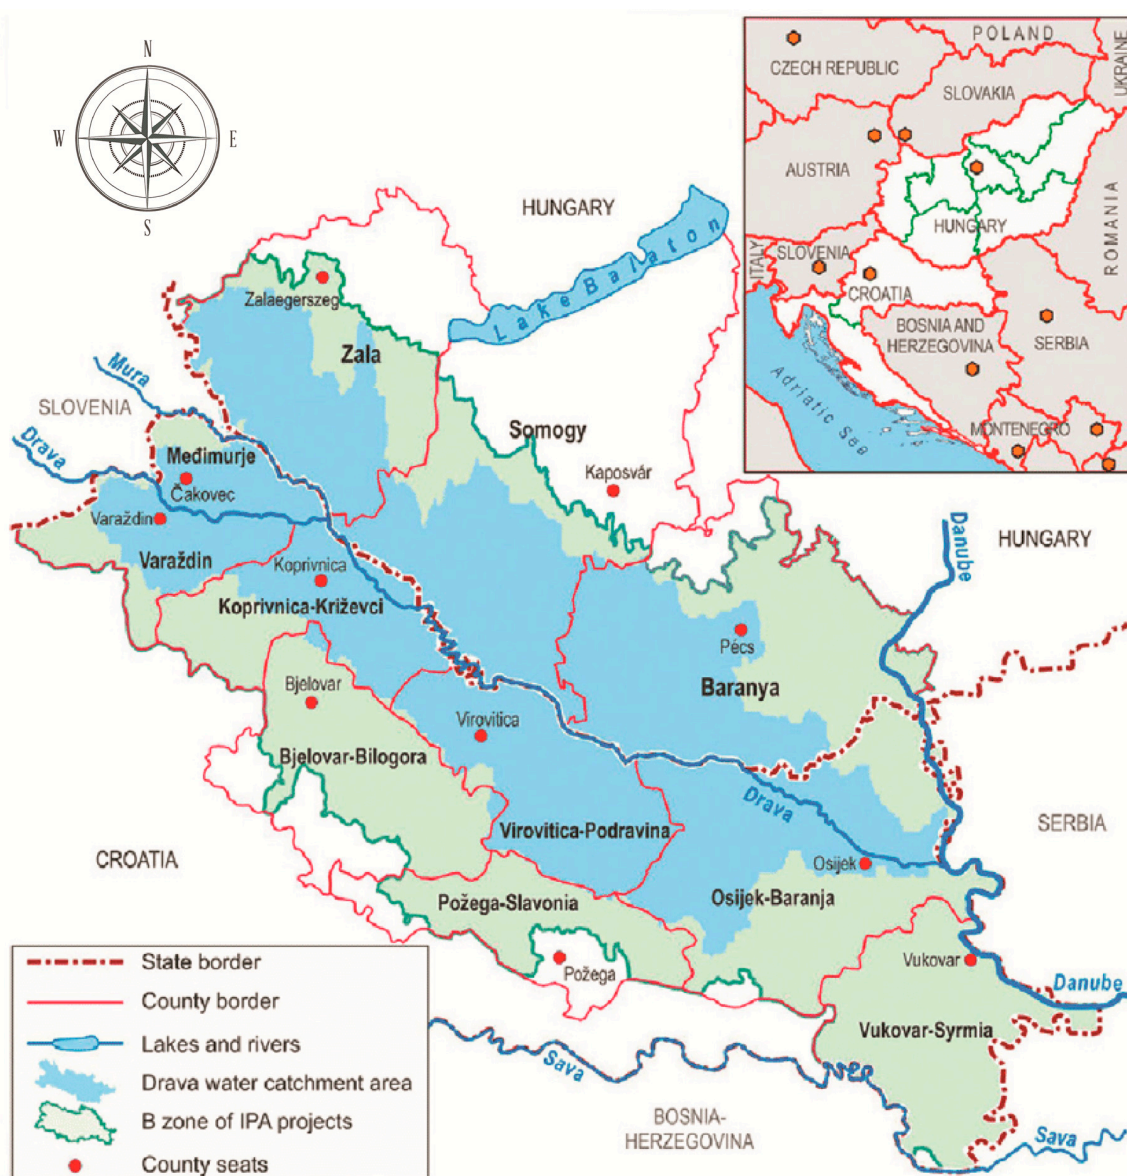 N
W
E
S
POLAND
UKRAINE
CZECH REPUBLIC
SLOVAKIA
AUSTRIA
HUNGARY
ROMANIA
ITALY
SLOVENIA
CROATIA
BOSNIA AND
HERZEGOVINA
SERBIA
Adriatic Sea
MONTENEGRO
HUNGARY
Lake Balaton
Zalaegerszeg
Zala
Mura
SLOVENIA
Drava
Somogy
Međimurje
Kaposvár
Čakovec
Varaždin
Danube
HUNGARY
Varaždin
Koprivnica
Koprivnica-Križevci
Pécs
Bjelovar
Baranya
Virovitica
Bjelovar-Bilogora
Drava
Virovitica-Podravina
SERBIA
CROATIA
Osijek
Požega-Slavonia
Osijek-Baranja
Požega
Vukovar
Danube
Vukovar-Syrmia
Sava
BOSNIA-
HERZEGOVINA
Sava
State border
County border
Lakes and rivers
Drava water catchment area
B zone of IPA projects
County seats